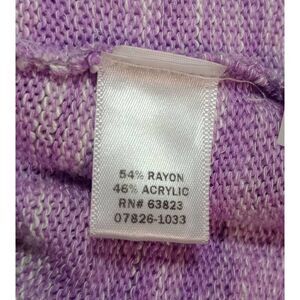 54% RAYON
46% ACRYLIC
RN# 63823
07826-1033